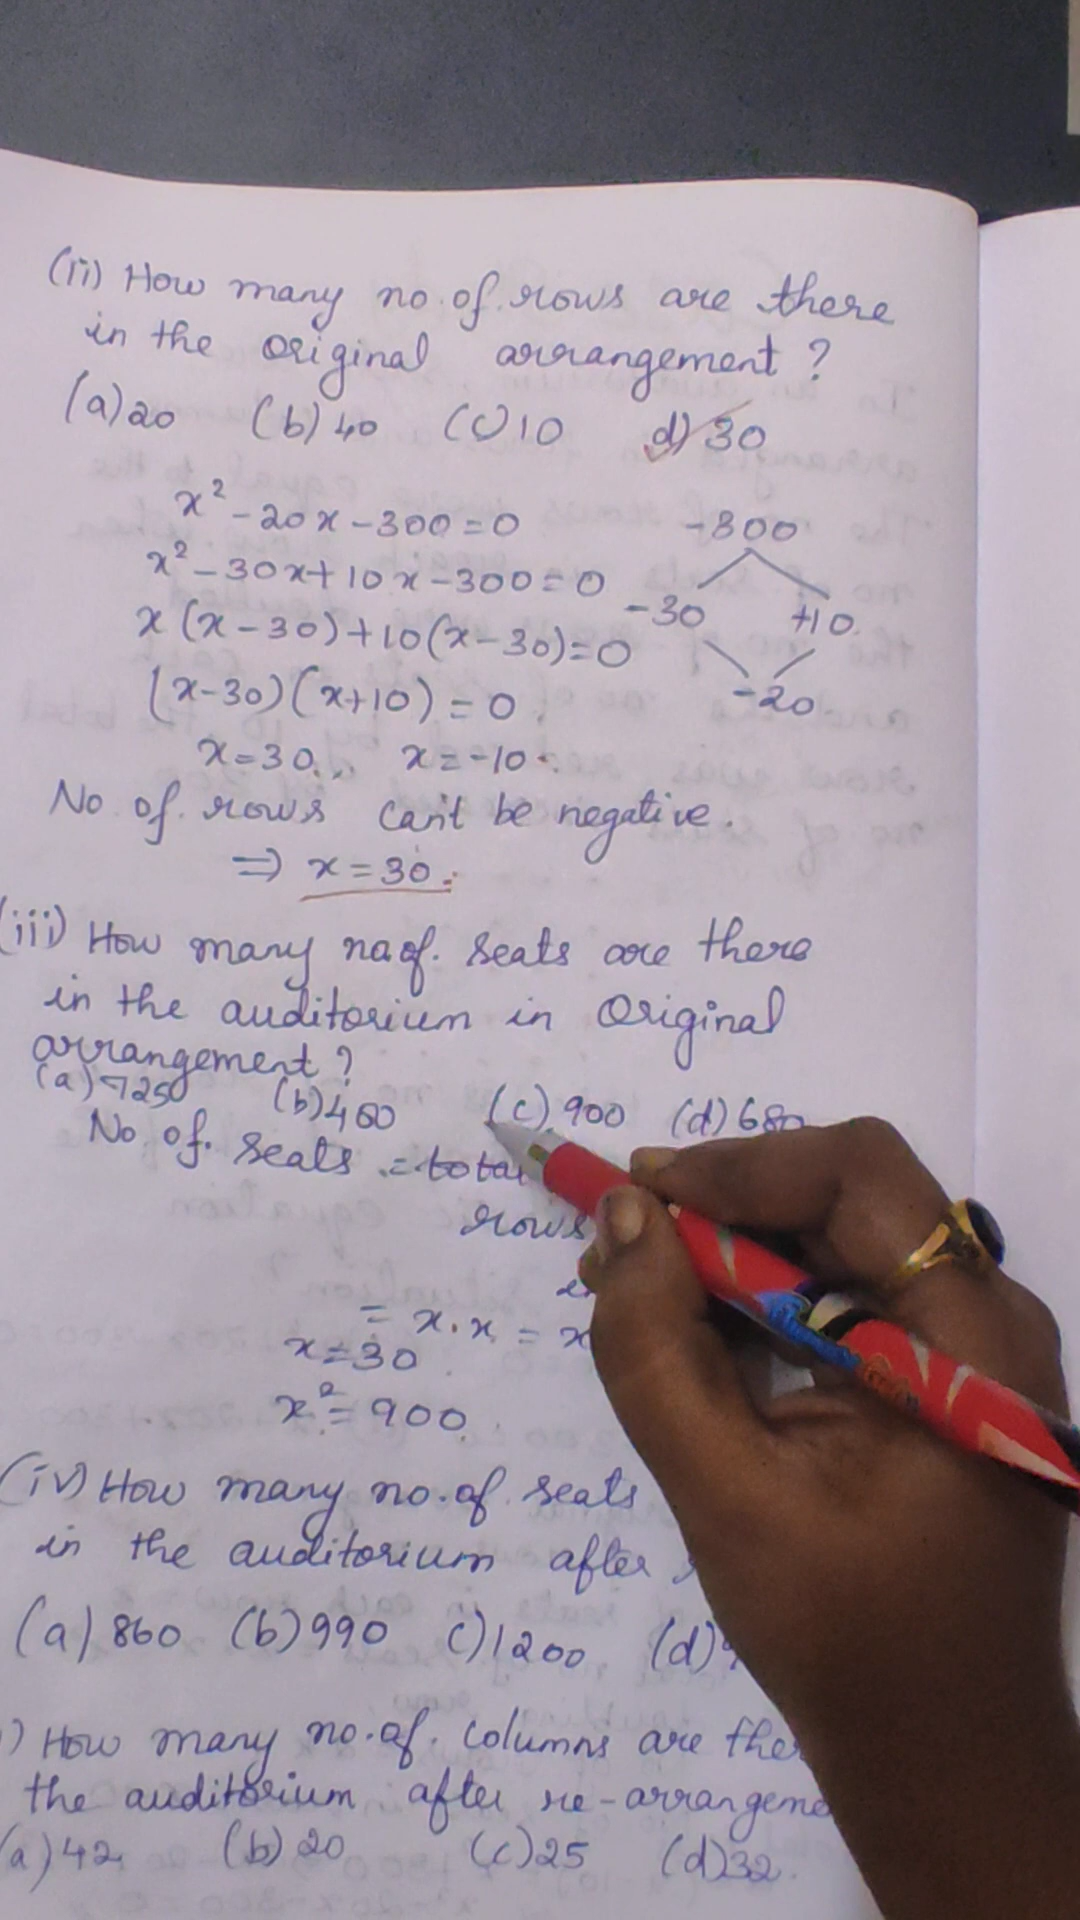 (ii) How many no. of. rows are there
in the original arrangement ?
(a) 20 (b) 40 (c) 10 d) 30
x² - 20x - 300 = 0
-300
x² - 30x + 10x - 300 = 0
-30 +10
x (x - 30) + 10 (x - 30) = 0
-20
(x-30) (x+10) = 0
x = 30. , x = -10.
No of. rows can't be negative.
⇒ x = 30.
(iii) How many no of. seats are there
in the auditorium in original
arrangement ?
(a) 725 (b) 460 (c) 900 (d) 680
No. of. seats =
rows
= x . x = x
x = 30
x² = 900.
(iv) How many no. of seats
in the auditorium after
(a) 860 (b) 990 c) 1200 (d)
) How many no. of. columns are
the auditorium after
(a) 42 (b) 20 (c) 25 (d) 32.